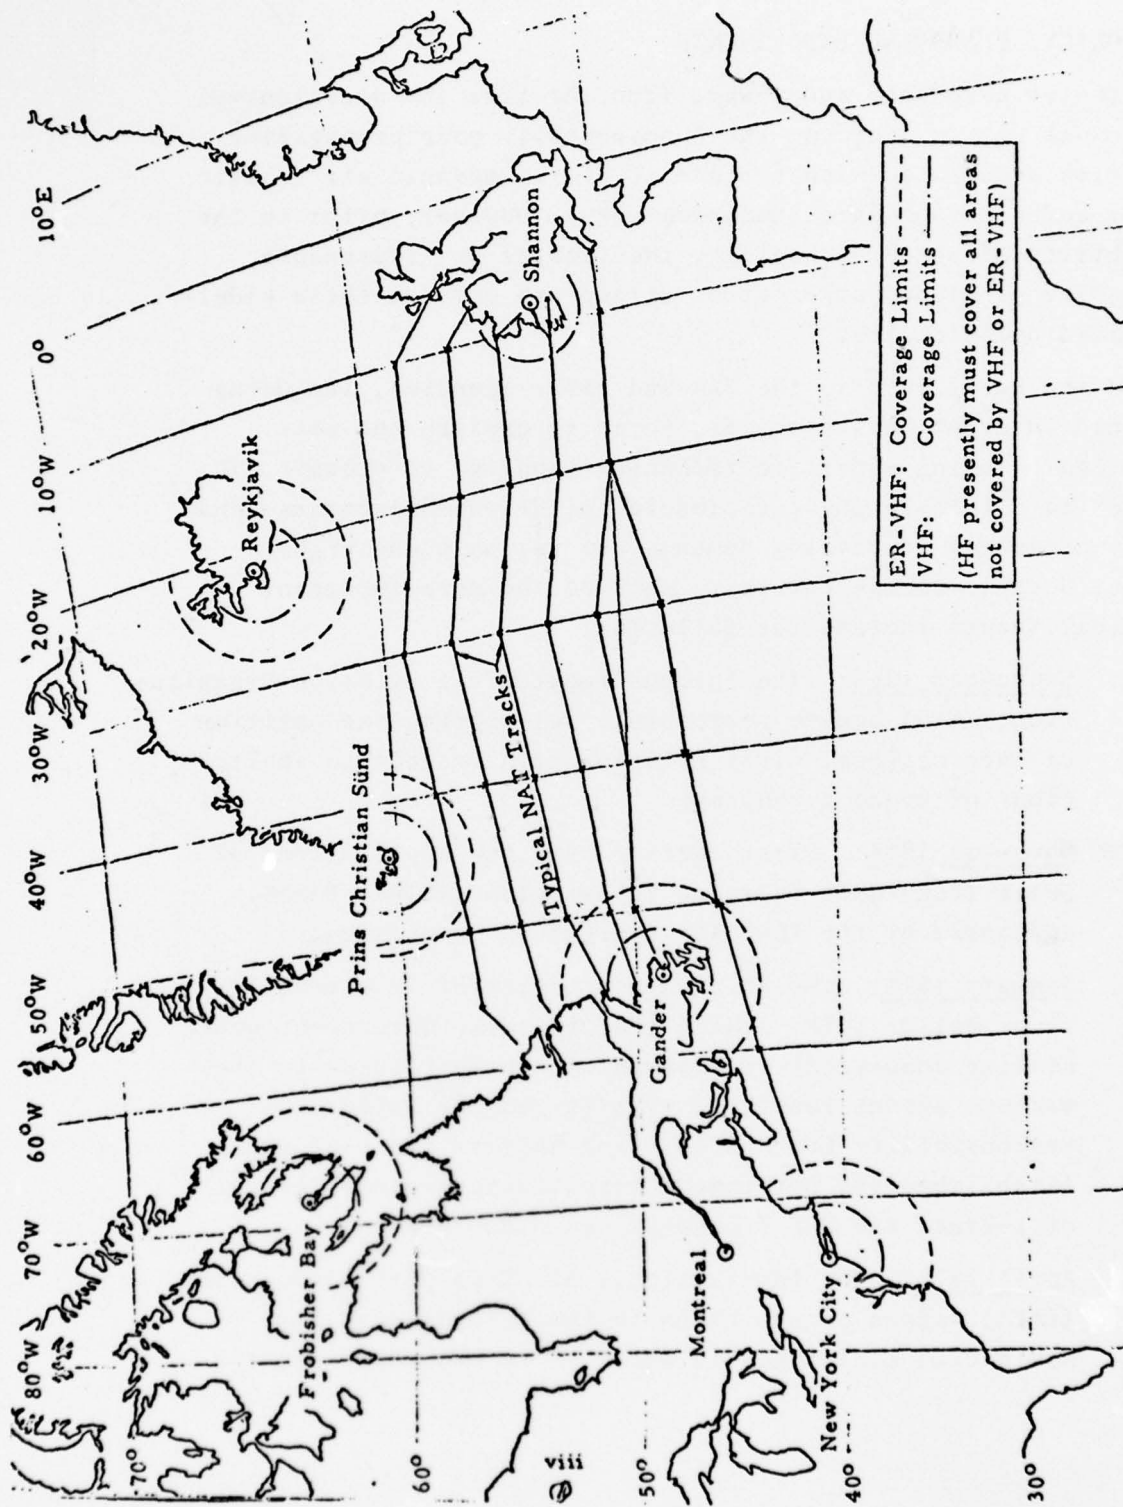 80°W
70°W
60°W
50°W
40°W
30°W
20°W
10°W
0°
10°E
70°
60°
50°
40°
30°
Frobisher Bay
Prins Christian Sünd
Reykjavik
Shannon
Typical NAT Tracks
Gander
Montreal
New York City
ER-VHF: Coverage Limits ----
VHF: Coverage Limits —·—
(HF presently must cover all areas
not covered by VHF or ER-VHF)
viii